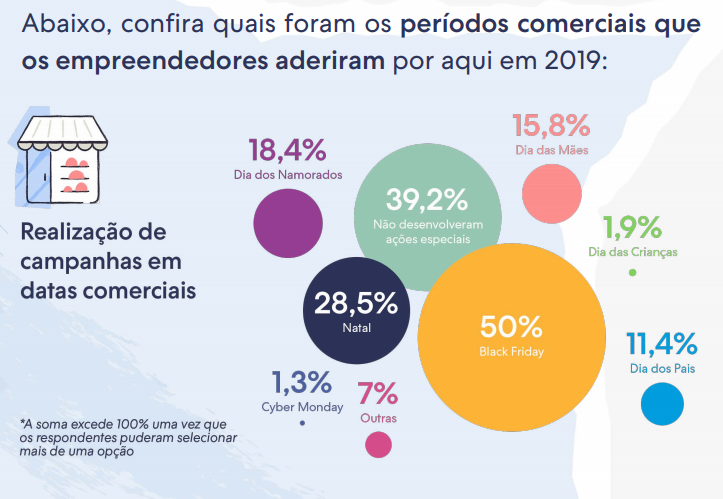 Abaixo, confira quais foram os períodos comerciais que
os empreendedores aderiram por aqui em 2019:
Realização de
campanhas em
datas comerciais
18,4%
Dia dos Namorados
39,2%
Não desenvolveram
ações especiais
15,8%
Dia das Mães
1,9%
Dia das Crianças
28,5%
Natal
50%
Black Friday
11,4%
Dia dos Pais
1,3%
Cyber Monday
7%
Outras
*A soma excede 100% uma vez que
os respondentes puderam selecionar
mais de uma opção